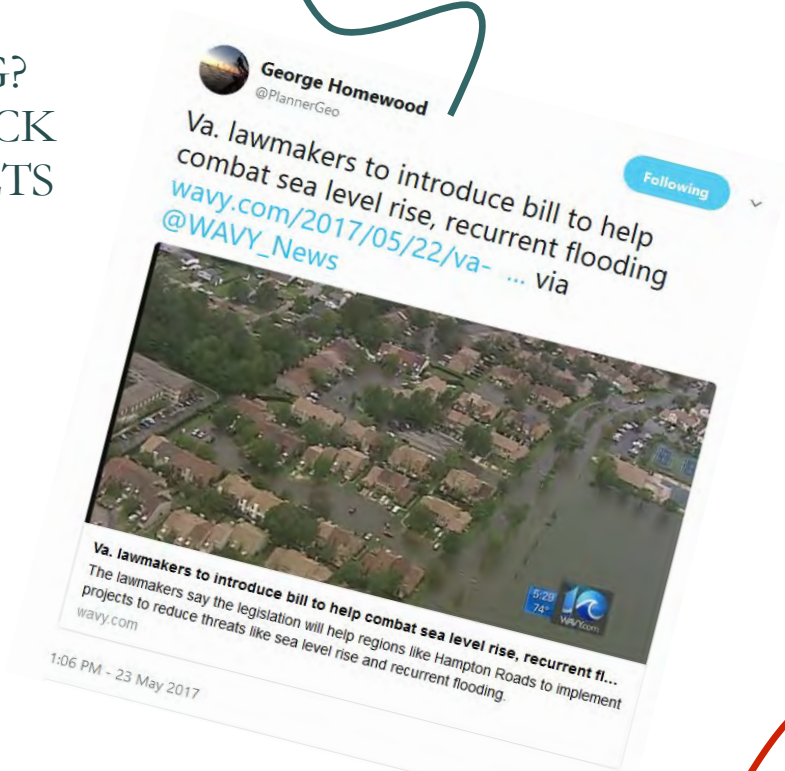 G?
CK
ETS
George Homewood
@PlannerGeo
Following
Va. lawmakers to introduce bill to help
combat sea level rise, recurrent flooding
wavy.com/2017/05/22/va- ... via
@WAVY_News
5:29
74°
WAVY.com
Va. lawmakers to introduce bill to help combat sea level rise, recurrent fl...
The lawmakers say the legislation will help regions like Hampton Roads to implement
projects to reduce threats like sea level rise and recurrent flooding.
wavy.com
1:06 PM - 23 May 2017